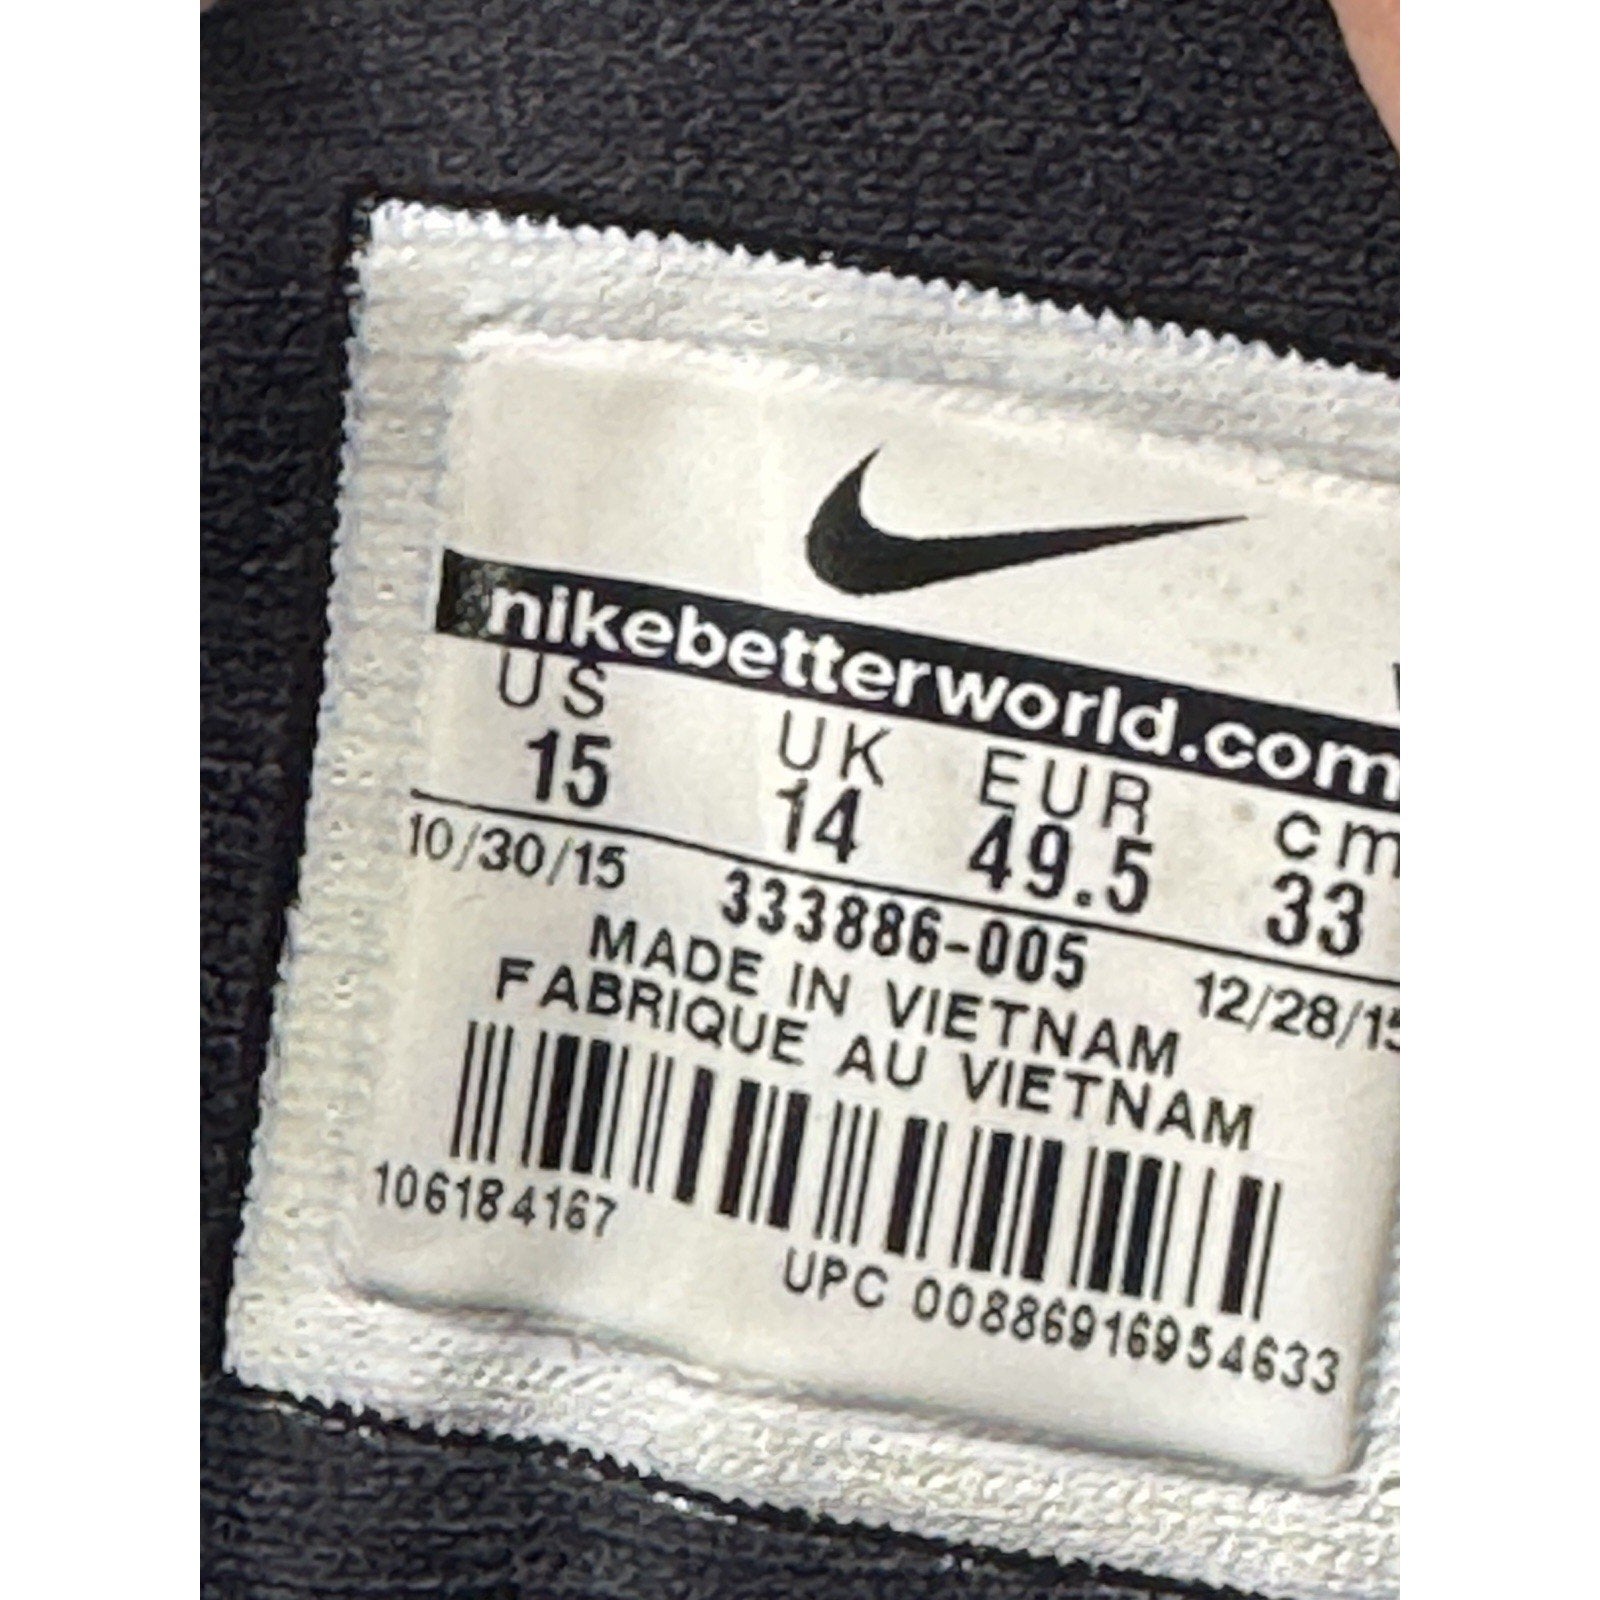 nikebetterworld.com
US UK EUR cm
15 14 49.5 33
10/30/15 333886-005 12/28/15
MADE IN VIETNAM
FABRIQUE AU VIETNAM
106184167
UPC 00886916954633